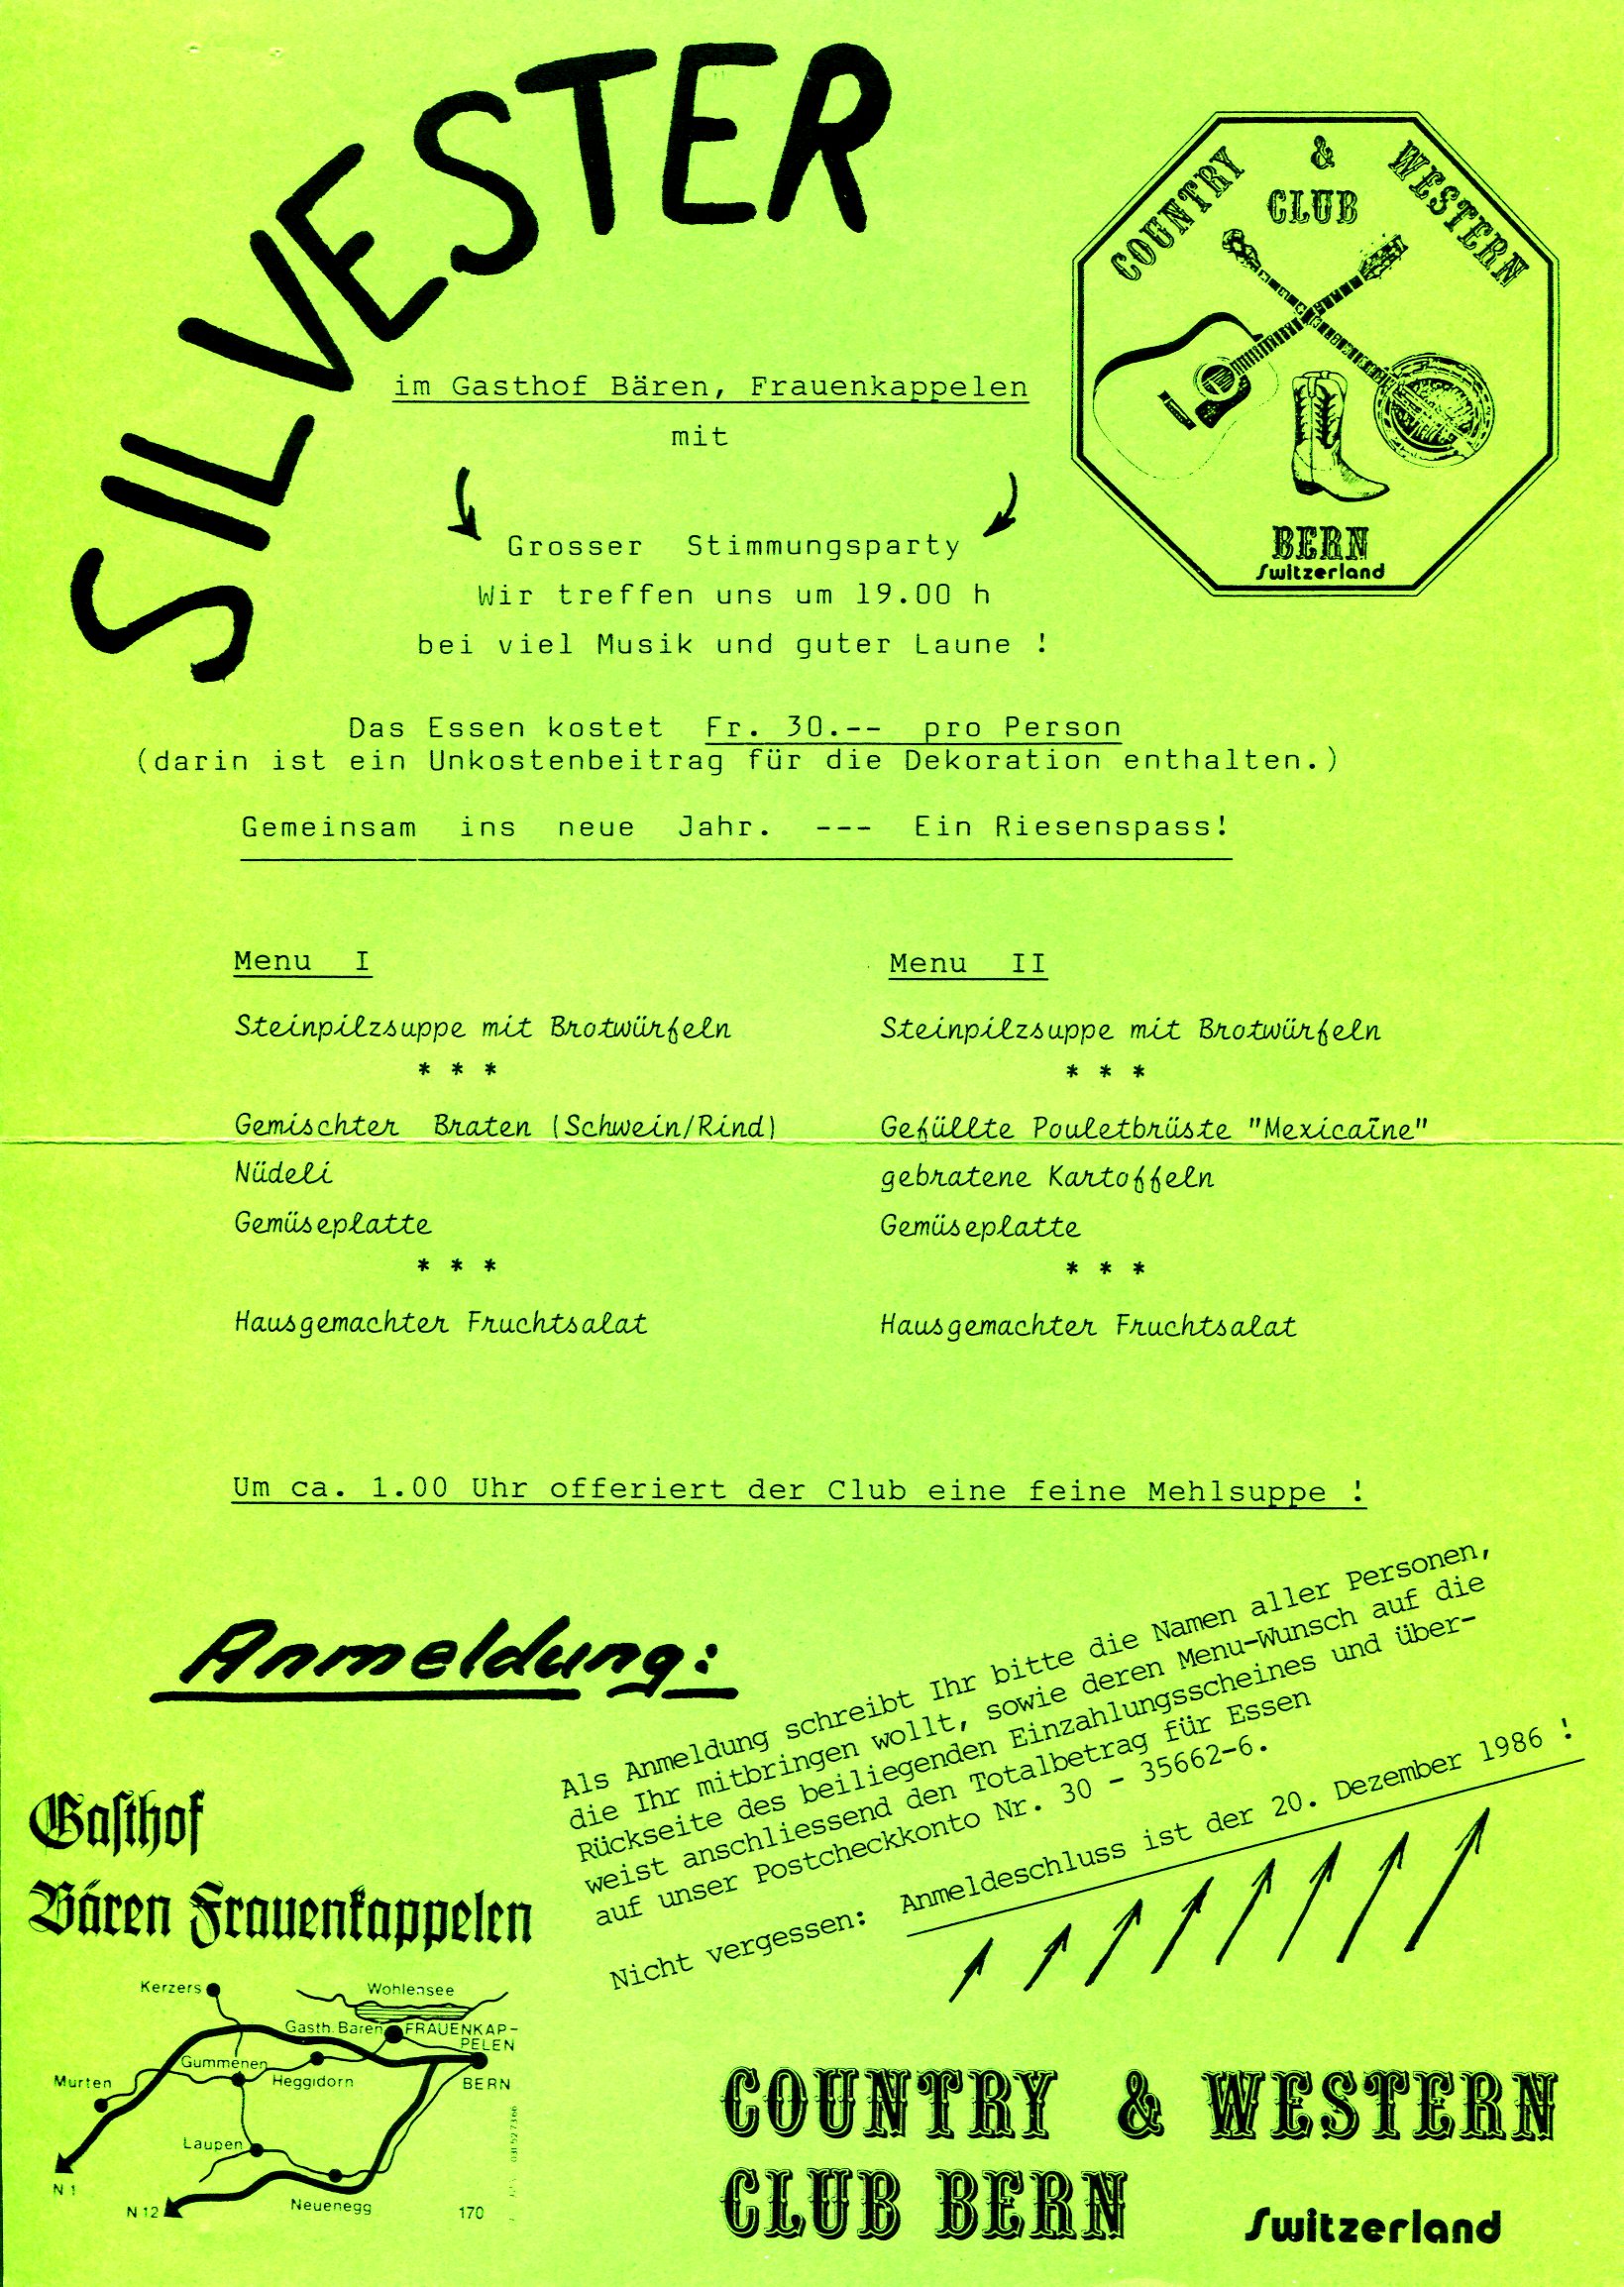 SILVESTER
COUNTRY & WESTERN
CLUB
BERN
Switzerland
im Gasthof Bären, Frauenkappelen
mit
Grosser Stimmungsparty
Wir treffen uns um 19.00 h
bei viel Musik und guter Laune !
Das Essen kostet Fr. 30.-- pro Person
(darin ist ein Unkostenbeitrag für die Dekoration enthalten.)
Gemeinsam ins neue Jahr. --- Ein Riesenspass!
Menu I
Steinpilzsuppe mit Brotwürfeln
* * *
Gemischter Braten (Schwein/Rind)
Nüdeli
Gemüseplatte
* * *
Hausgemachter Fruchtsalat
Menu II
Steinpilzsuppe mit Brotwürfeln
* * *
Gefüllte Pouletbrüste "Mexicaîne"
gebratene Kartoffeln
Gemüseplatte
* * *
Hausgemachter Fruchtsalat
Um ca. 1.00 Uhr offeriert der Club eine feine Mehlsuppe !
Anmeldung:
Als Anmeldung schreibt Ihr bitte die Namen aller Personen,
die Ihr mitbringen wollt, sowie deren Menu-Wunsch auf die
Rückseite des beiliegenden Einzahlungsscheines und über-
weist anschliessend den Totalbetrag für Essen
auf unser Postcheckkonto Nr. 30 - 35662-6.
Nicht vergessen: Anmeldeschluss ist der 20. Dezember 1986 !
Gasthof
Bären Frauenkappelen
Kerzers
Wohlensee
Gasth. Bären
FRAUENKAP-
PELEN
Gümmenen
Murten
Heggidorn
BERN
Laupen
N 1
N 12
Neuenegg
170
COUNTRY & WESTERN
CLUB BERN
Switzerland